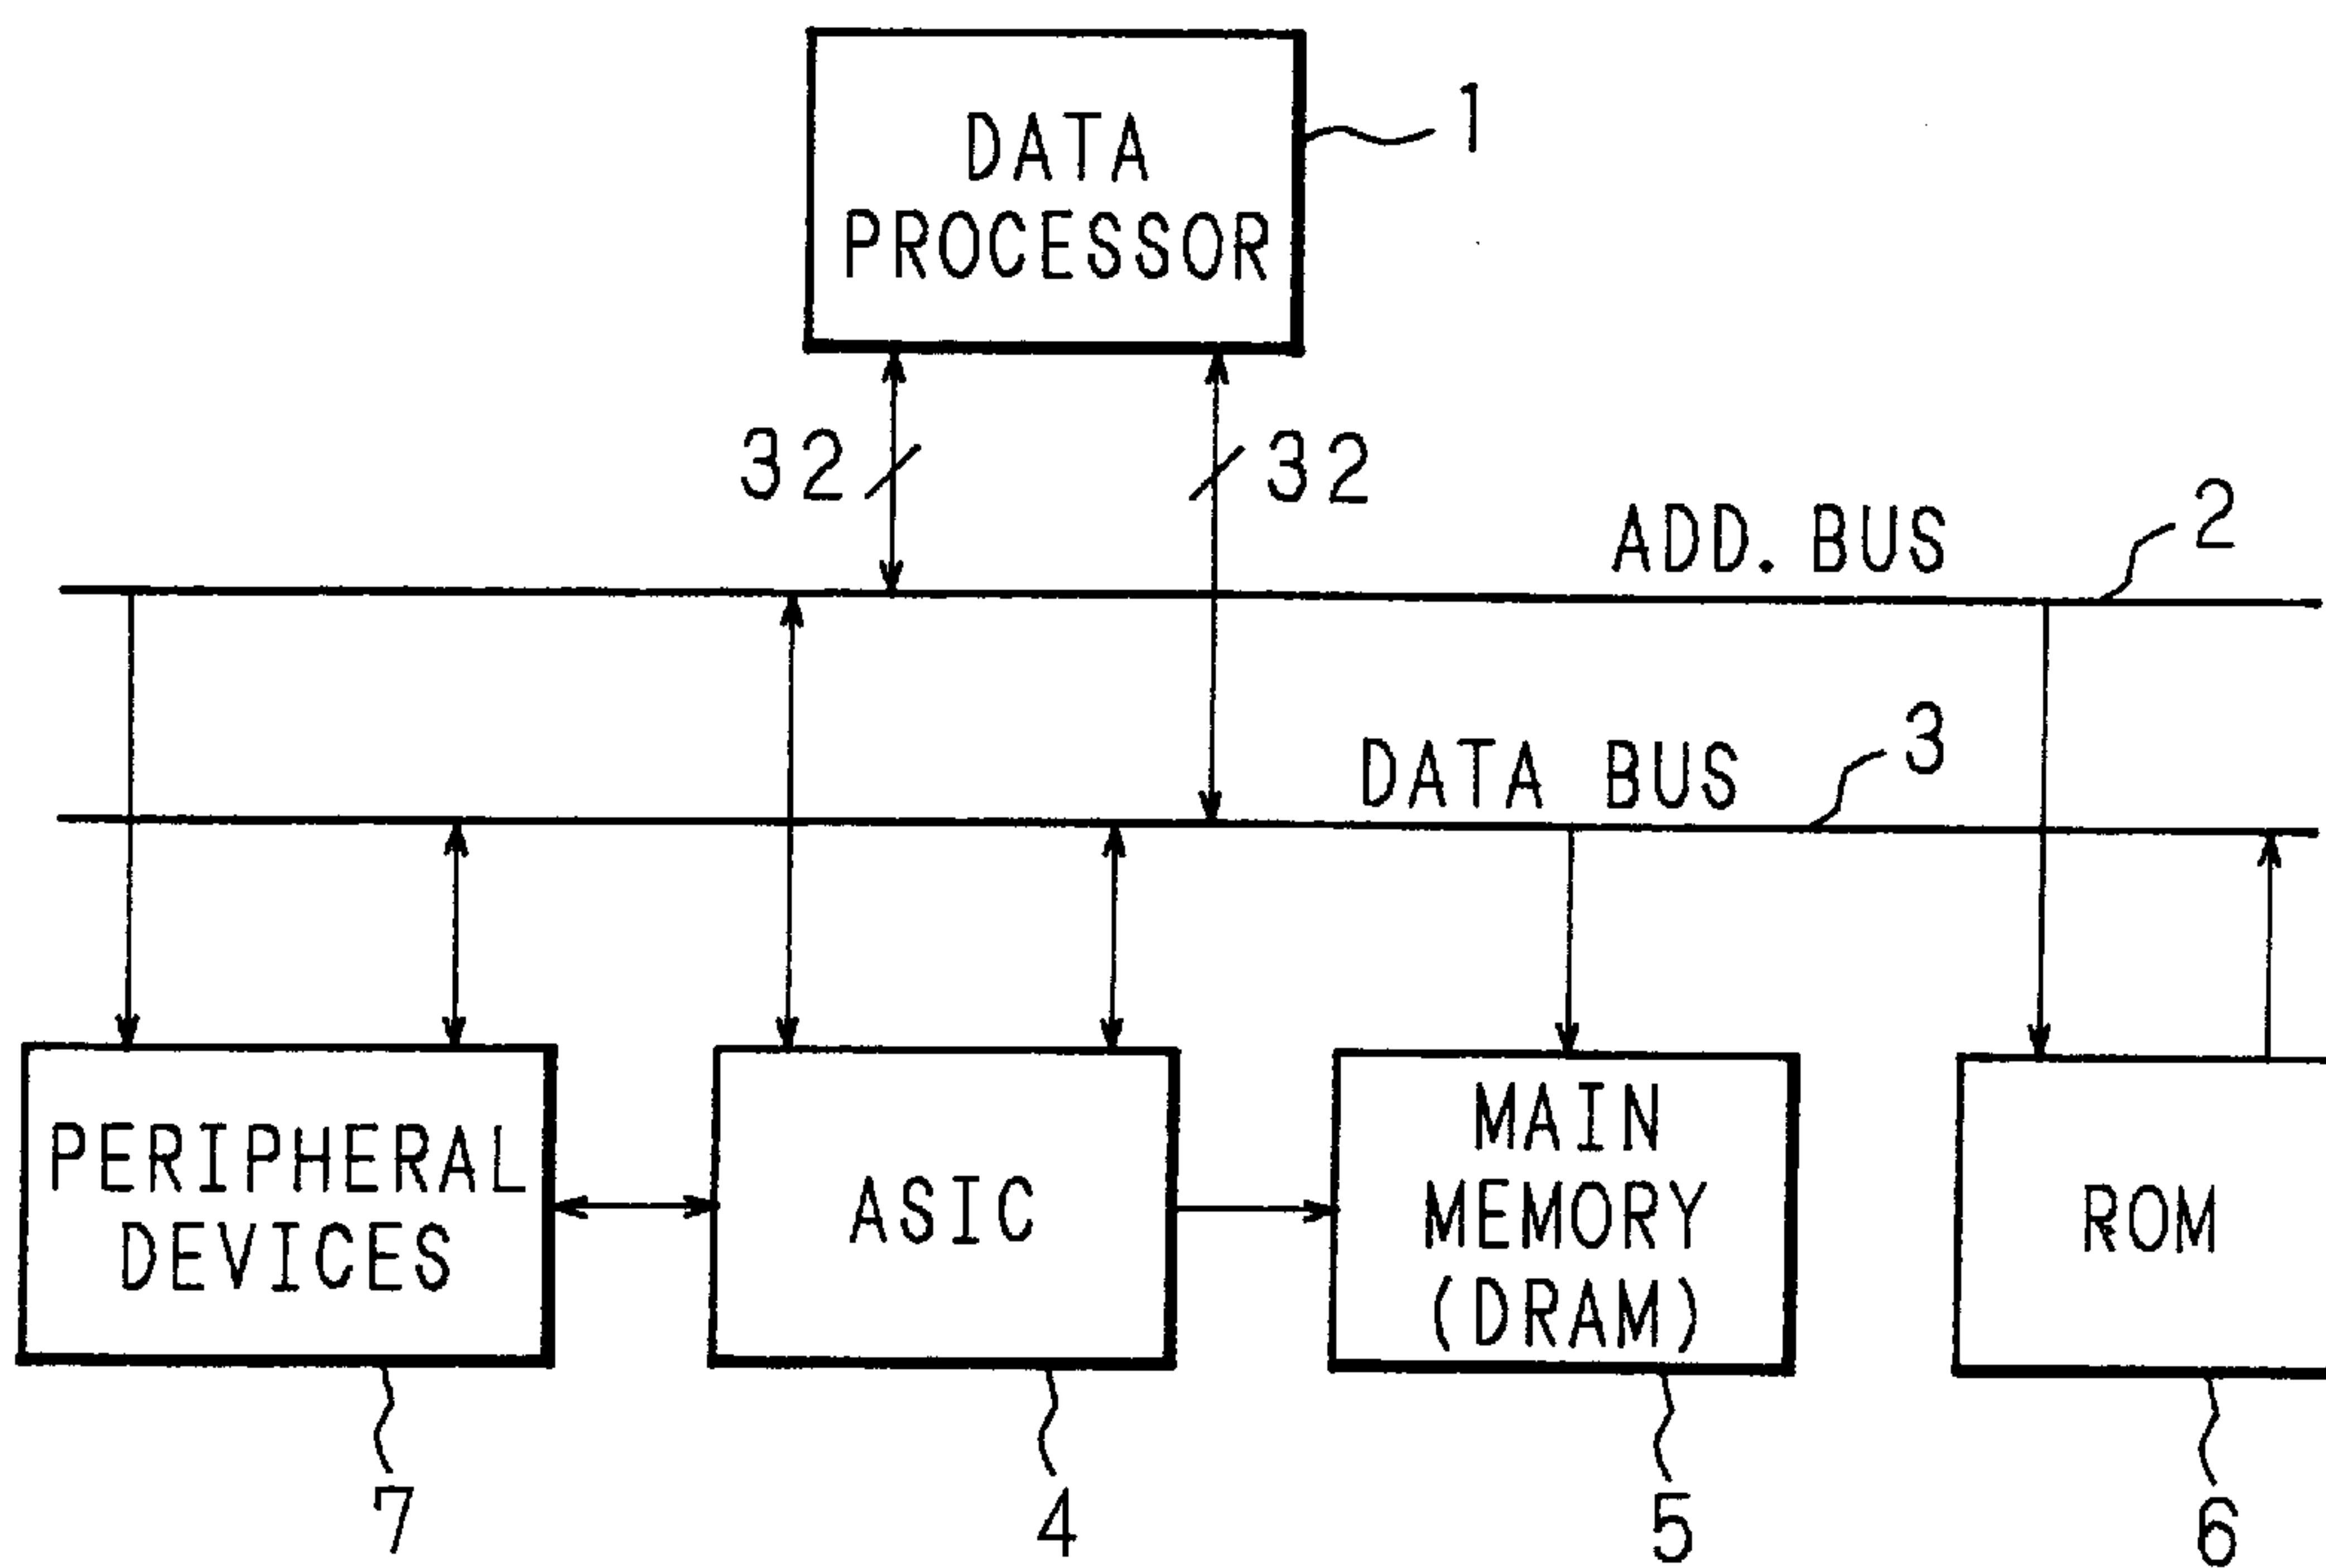 DATA
PROCESSOR
1
32
32
ADD. BUS
2
DATA BUS
3
PERIPHERAL
DEVICES
ASIC
MAIN
MEMORY
(DRAM)
ROM
7
4
5
6